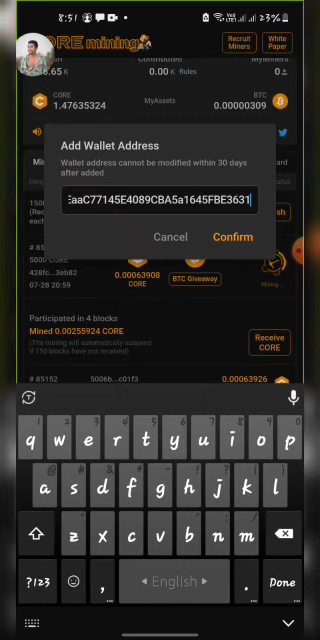 8:51 23%
CORE mining
Recruit Miners
White Paper
Contributed
MyMiners
.65 K 0.00 K Rules 0
CORE BTC
1.47635324 MyAssets 0.00000309
Add Wallet Address
Wallet address cannot be modified within 30 days after added
EaaC77145E4089CBA5a1645FBE3631
Cancel Confirm
5000 CORE
428fc...3eb82 0.00063908 BTC Giveaway Mining...
07-28 20:59 CORE
Participated in 4 blocks
Mined 0.00255924 CORE
(The mining will automatically suspend
if 150 blocks have not received)
Receive CORE
# 85152 5006b...c01f3 0.00063926
q w e r t y u i o p
a s d f g h j k l
z x c v b n m
?123 , English . Done